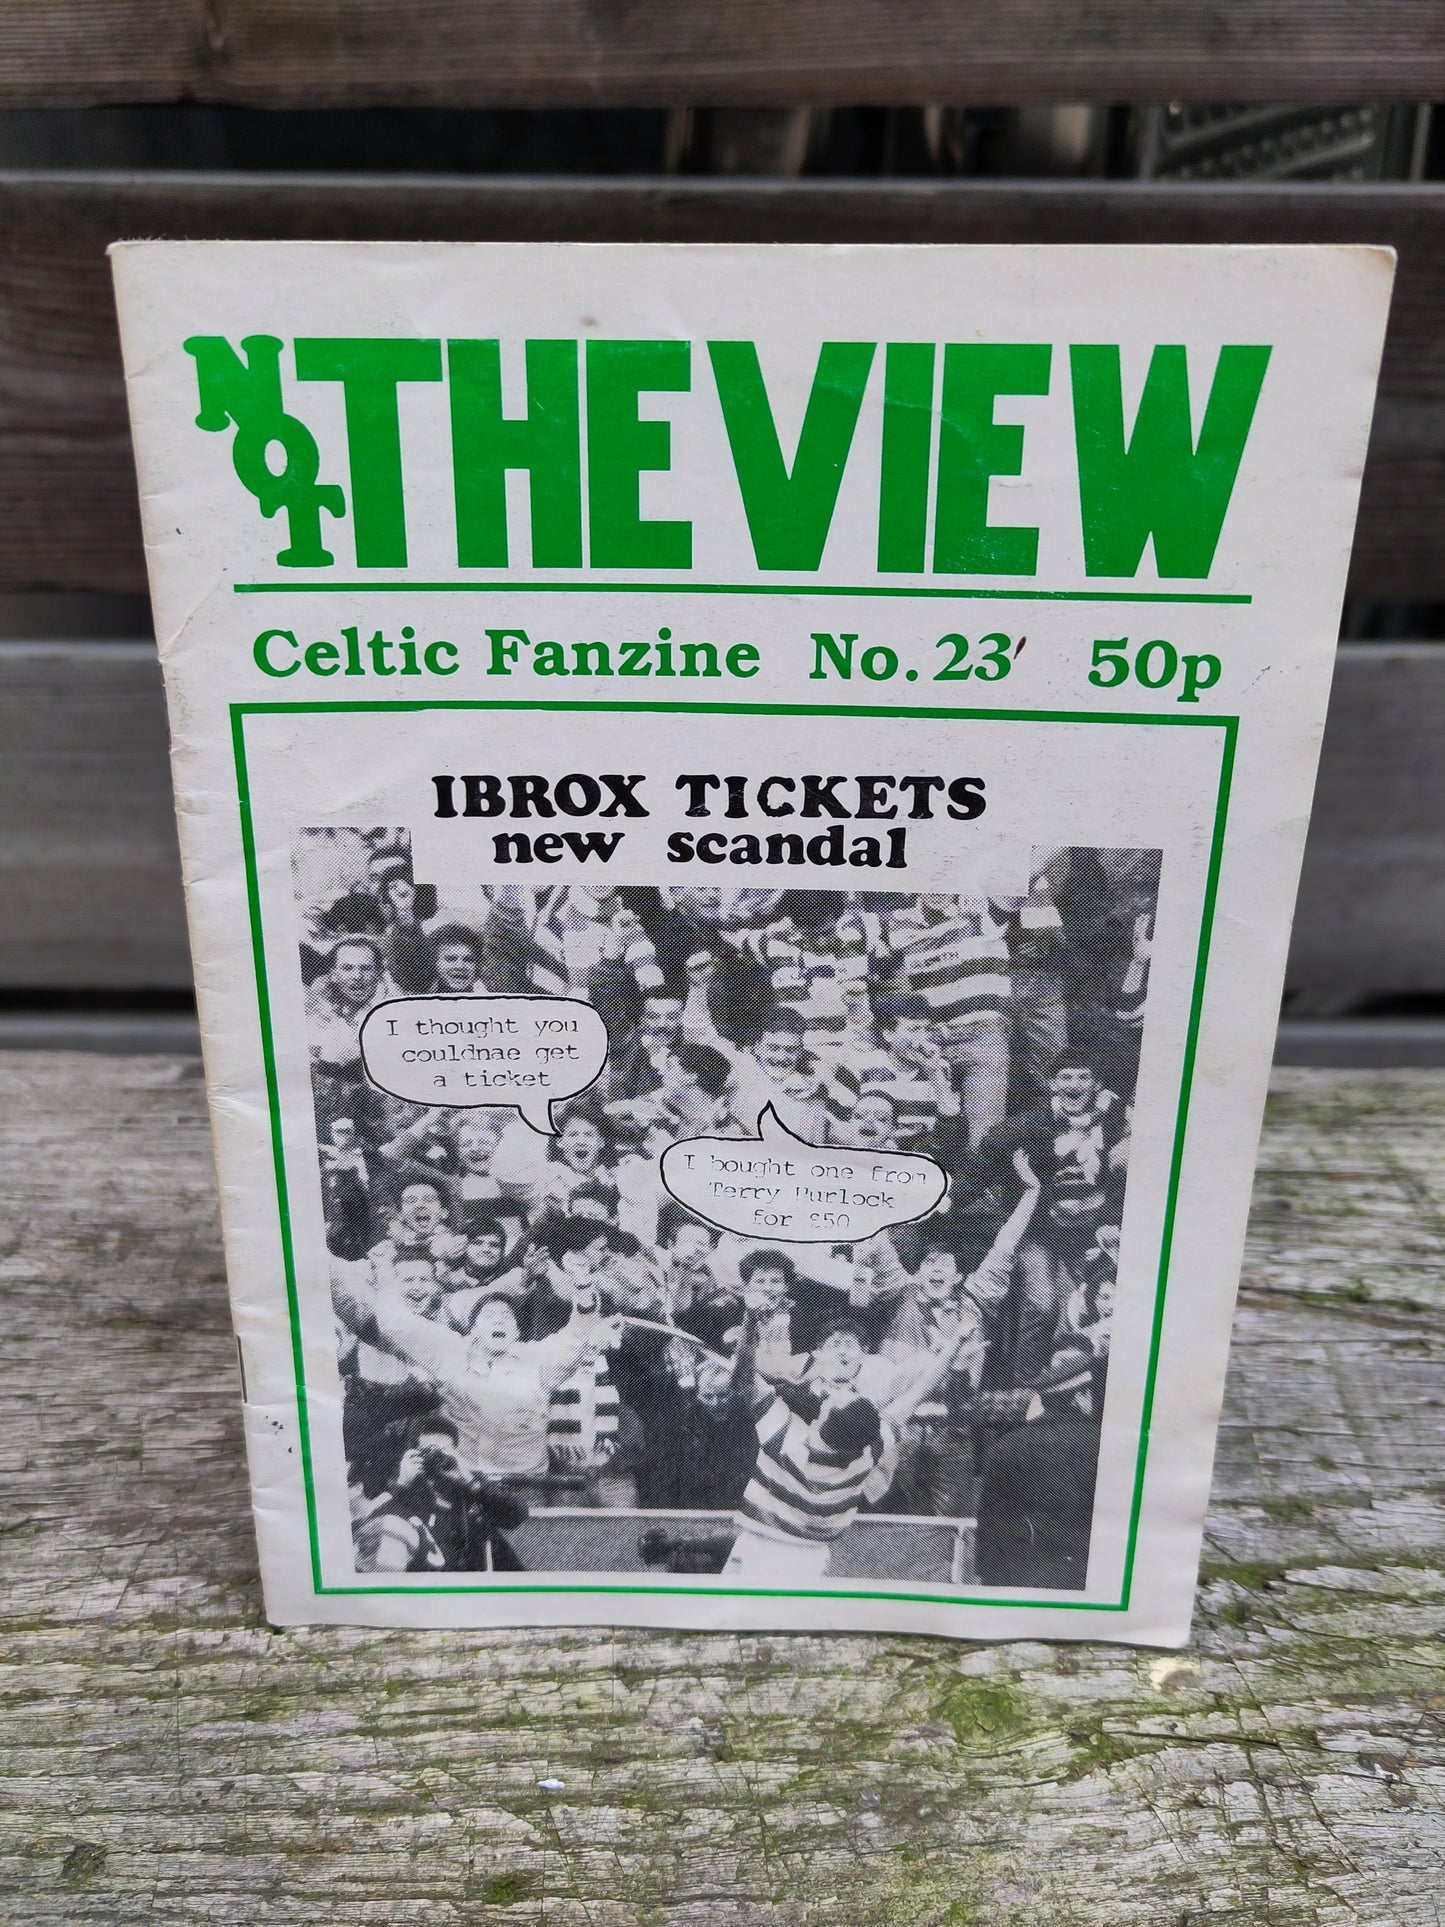 NOT THE VIEW
Celtic Fanzine No. 23 50p
IBROX TICKETS
new scandal
I thought you
couldnae get
a ticket
I bought one from
Terry Hurlock
for £50